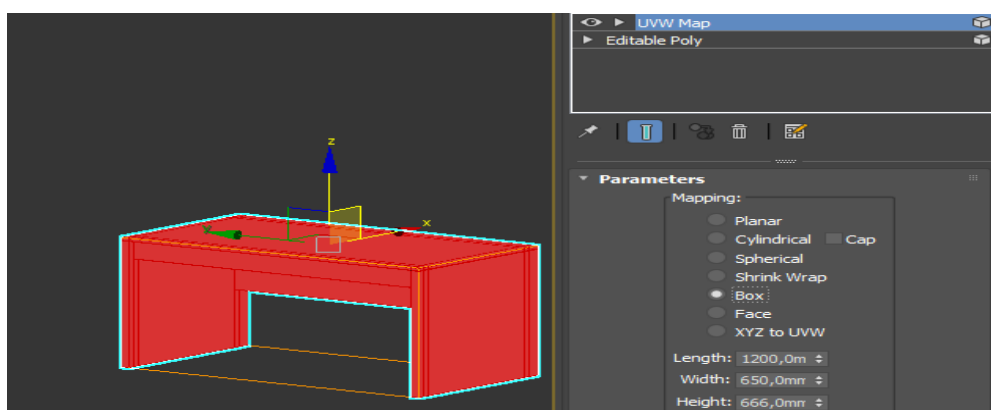 UVW Map
Editable Poly
z
y
x
Parameters
Mapping:
Planar
Cylindrical Cap
Spherical
Shrink Wrap
Box
Face
XYZ to UVW
Length: 1200,0m
Width: 650,0mm
Height: 666,0mm